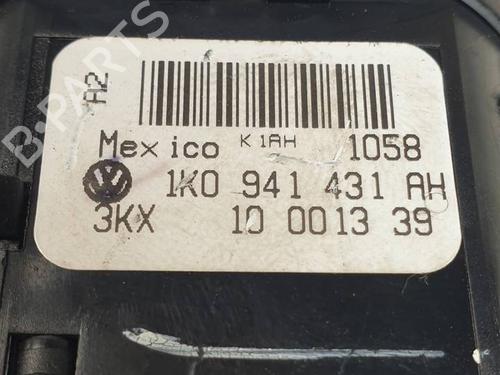 A2
Mexico K1AH 1058
1K0 941 431 AH
3KX 10 0013 39
B-PARTS